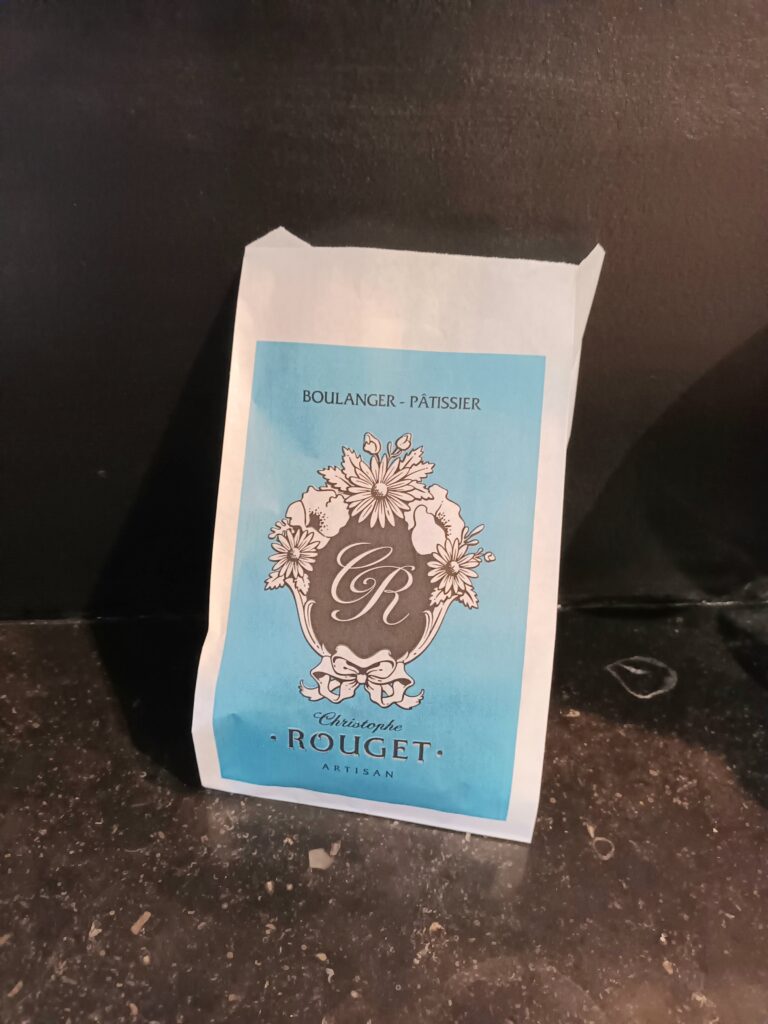 BOULANGER - PÂTISSIER
CR
Christophe
· ROUGET ·
ARTISAN